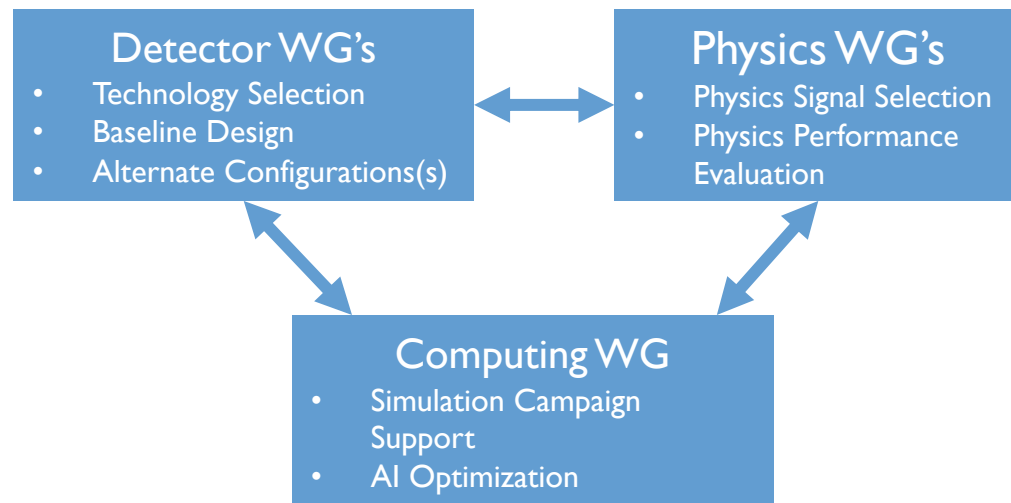 Detector WG's
• Technology Selection
• Baseline Design
• Alternate Configurations(s)
Physics WG's
• Physics Signal Selection
• Physics Performance
Evaluation
Computing WG
• Simulation Campaign
Support
• AI Optimization